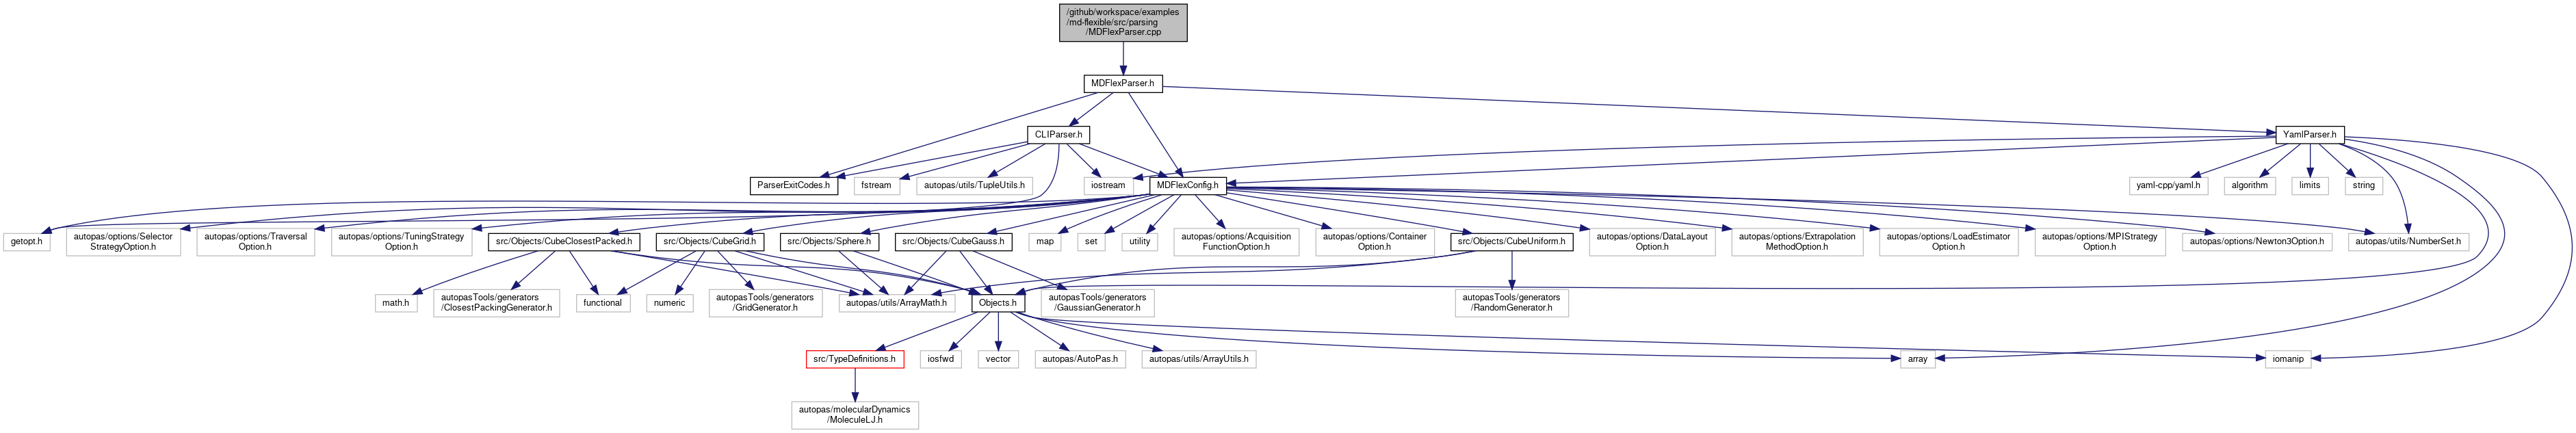 /github/workspace/examples
/md-flexible/src/parsing
/MDFlexParser.cpp
MDFlexParser.h
CLIParser.h
YamlParser.h
ParserExitCodes.h
fstream
autopas/utils/TupleUtils.h
iostream
MDFlexConfig.h
yaml-cpp/yaml.h
algorithm
limits
string
getopt.h
autopas/options/Selector
StrategyOption.h
autopas/options/Traversal
Option.h
autopas/options/TuningStrategy
Option.h
src/Objects/CubeClosestPacked.h
src/Objects/CubeGrid.h
src/Objects/Sphere.h
src/Objects/CubeGauss.h
map
set
utility
autopas/options/Acquisition
FunctionOption.h
autopas/options/Container
Option.h
src/Objects/CubeUniform.h
autopas/options/DataLayout
Option.h
autopas/options/Extrapolation
MethodOption.h
autopas/options/LoadEstimator
Option.h
autopas/options/MPIStrategy
Option.h
autopas/options/Newton3Option.h
autopas/utils/NumberSet.h
math.h
autopasTools/generators
/ClosestPackingGenerator.h
functional
numeric
autopasTools/generators
/GridGenerator.h
autopas/utils/ArrayMath.h
Objects.h
autopasTools/generators
/GaussianGenerator.h
autopasTools/generators
/RandomGenerator.h
src/TypeDefinitions.h
iosfwd
vector
autopas/AutoPas.h
autopas/utils/ArrayUtils.h
array
iomanip
autopas/molecularDynamics
/MoleculeLJ.h